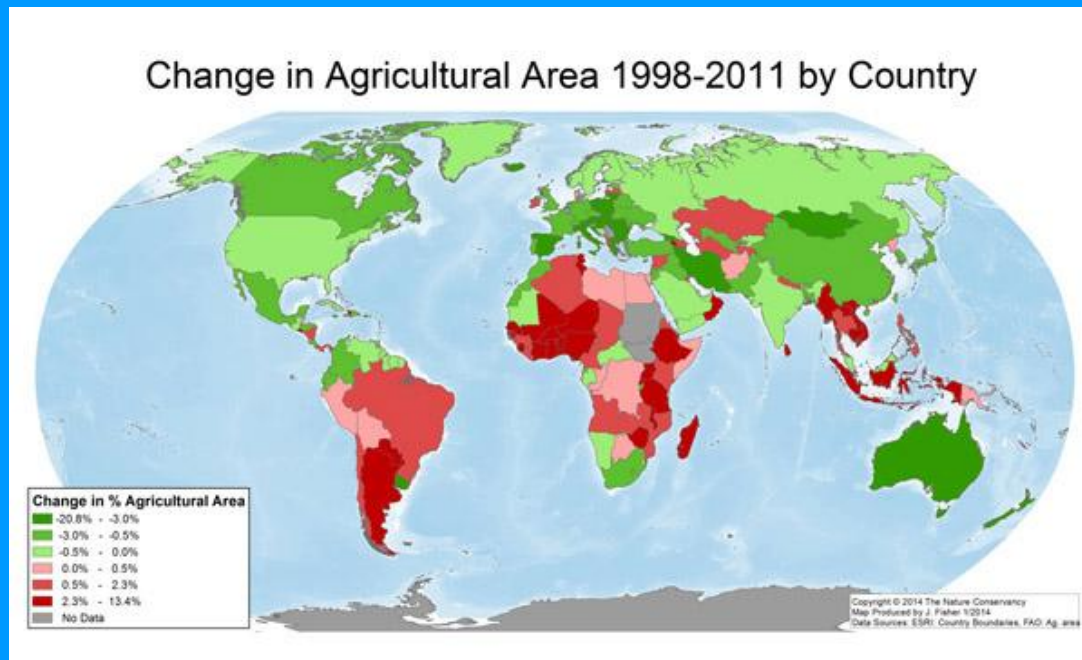 Change in Agricultural Area 1998-2011 by Country
Change in % Agricultural Area
-20.8% - -3.0%
-3.0% - -0.5%
-0.5% - 0.0%
0.0% - 0.5%
0.5% - 2.3%
2.3% - 13.4%
No Data
Copyright © 2014 The Nature Conservancy
Map Produced by J. Fisher 1/2014
Data Sources: ESRI: Country Boundaries, FAO: Ag. area